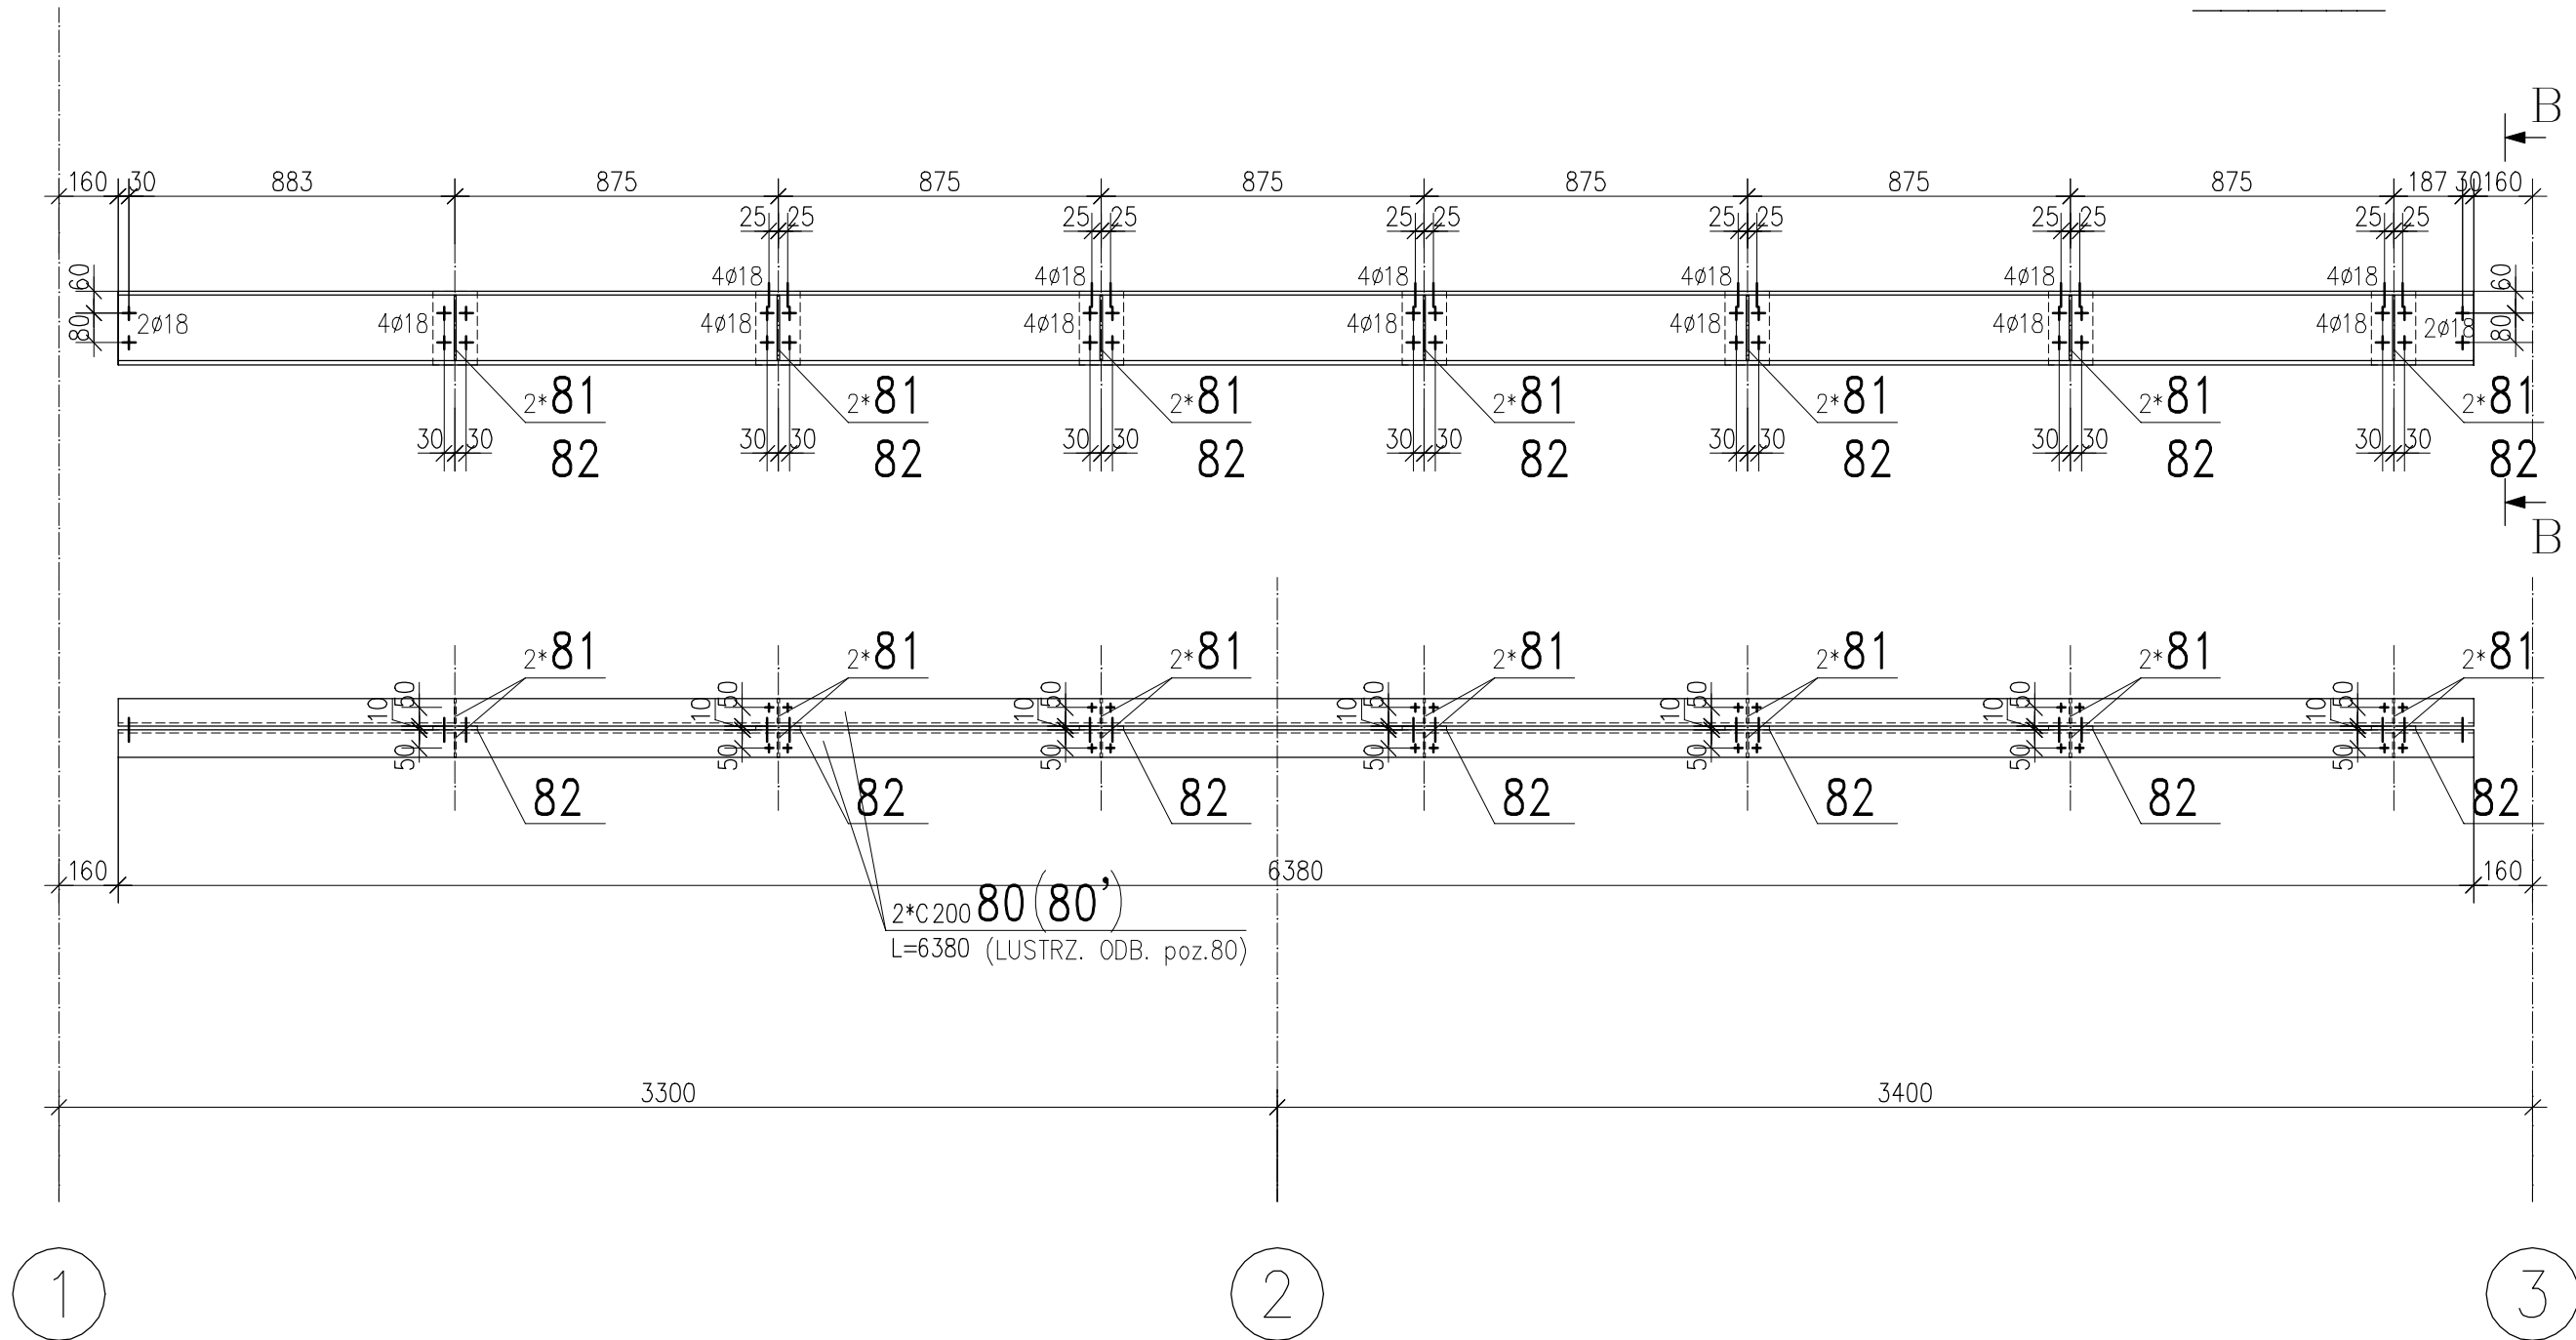 B
160 30 883 875 875 875 875 875 875 187 30 160
25 25 25 25 25 25 25 25 25 25 25 25
4ø18 4ø18 4ø18 4ø18 4ø18 4ø18
60 60
80 2ø18 4ø18 4ø18 4ø18 4ø18 4ø18 4ø18 4ø18 2ø18 80
2*81 2*81 2*81 2*81 2*81 2*81 2*81
30 30 30 30 30 30 30 30 30 30 30 30 30 30
82 82 82 82 82 82 82
B
2*81 2*81 2*81 2*81 2*81 2*81 2*81
10 50 10 50 10 50 10 50 10 50 10 50 10 50
50 50 50 50 50 50 50
82 82 82 82 82 82 82
160 6380 160
2*C200 80(80')
L=6380 (LUSTRZ. ODB. poz.80)
3300 3400
1 2 3